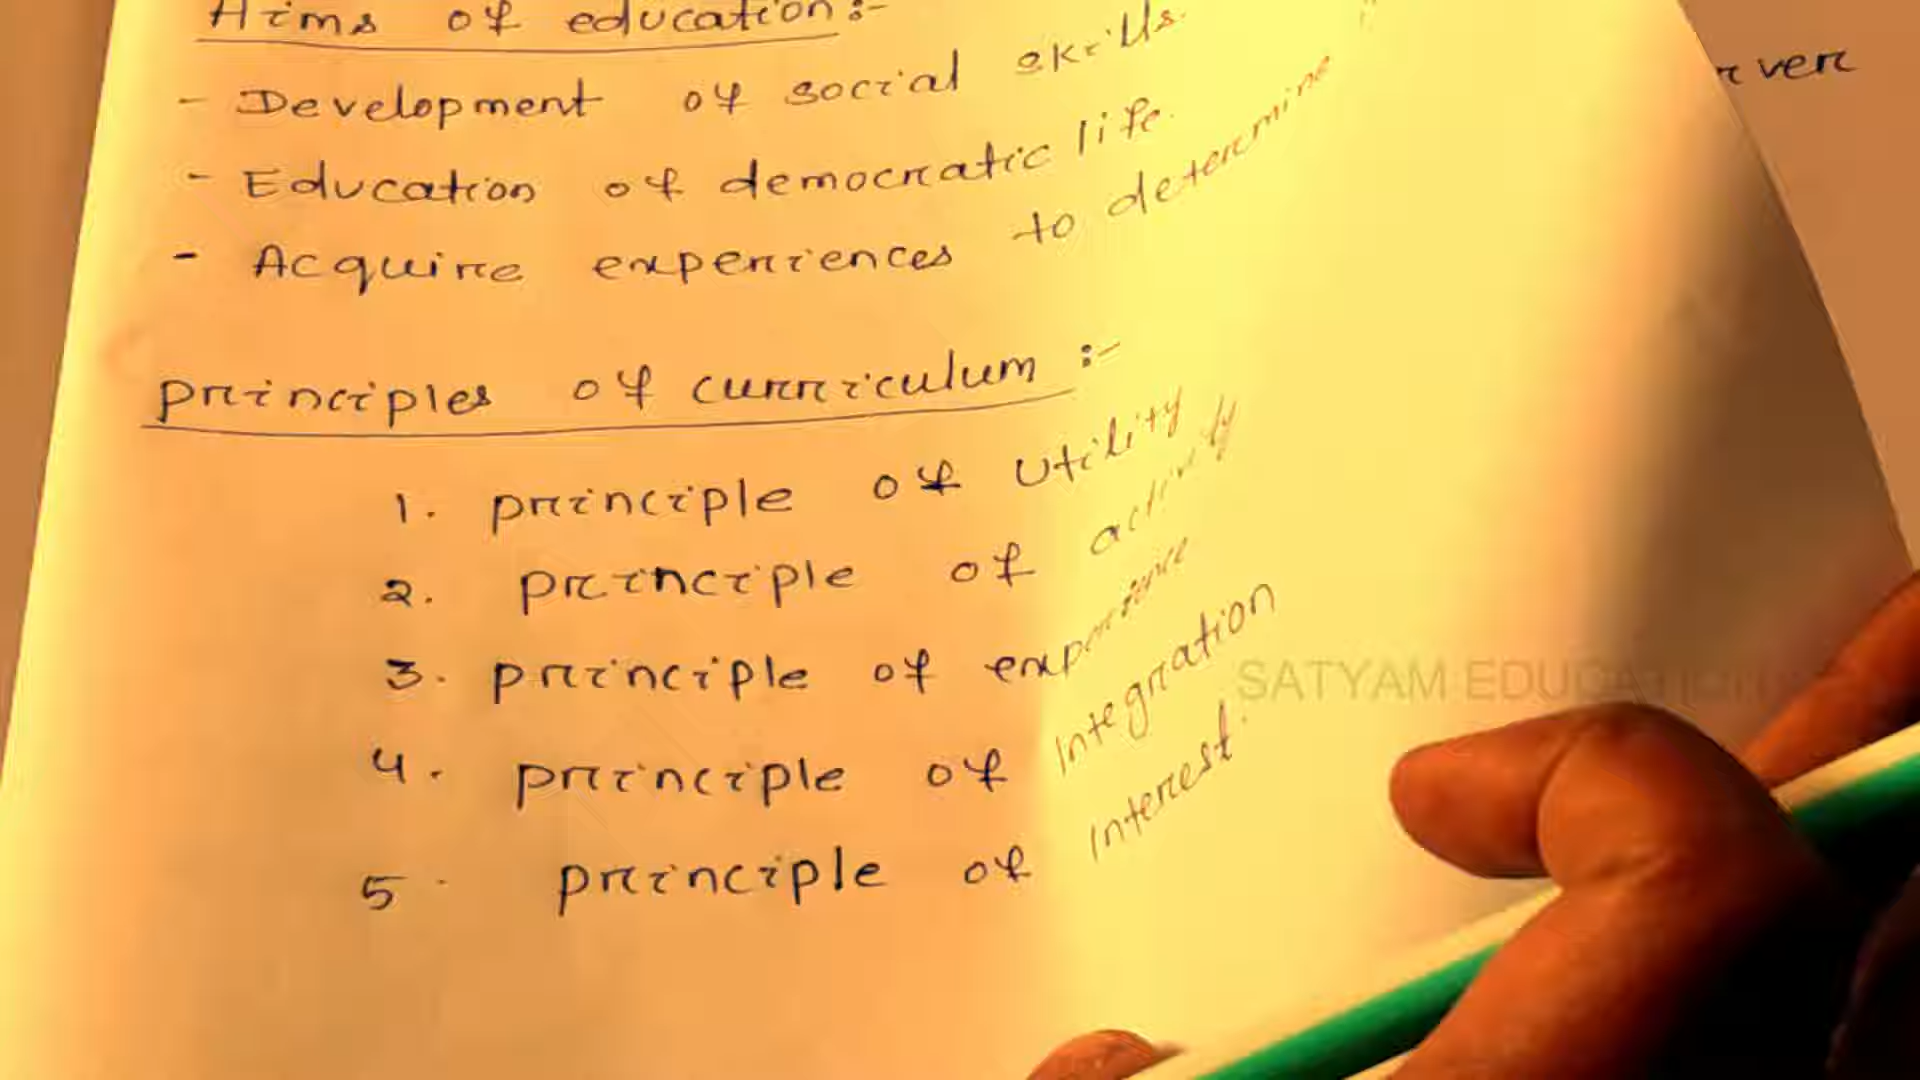 Aims of education :-
- Development of social skills.
- Education of democratic life.
- Acquire experiences to determine
principles of curriculum :-
1. principle of Utility
2. principle of activity
3. principle of experience
4. principle of Integration
5. principle of Interest.
SATYAM EDUCATION